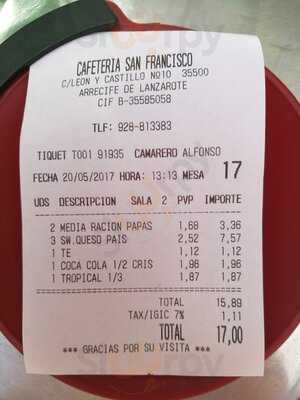 CAFETERIA SAN FRANCISCO
C/LEON Y CASTILLO Nº10 35500
ARRECIFE DE LANZAROTE
CIF B-35585058
TLF: 928-813383
TIQUET T001 91935 CAMARERO ALFONSO
FECHA 20/05/2017 HORA: 13:13 MESA 17
UDS DESCRIPCION SALA 2 PVP IMPORTE
2 MEDIA RACION PAPAS 1,68 3,36
3 SW.QUESO PAIS 2,52 7,57
1 TE 1,12 1,12
1 COCA COLA 1/2 CRIS 1,96 1,96
1 TROPICAL 1/3 1,87 1,87
TOTAL 15,89
TAX/IGIC 7% 1,11
TOTAL 17,00
*** GRACIAS POR SU VISITA ***